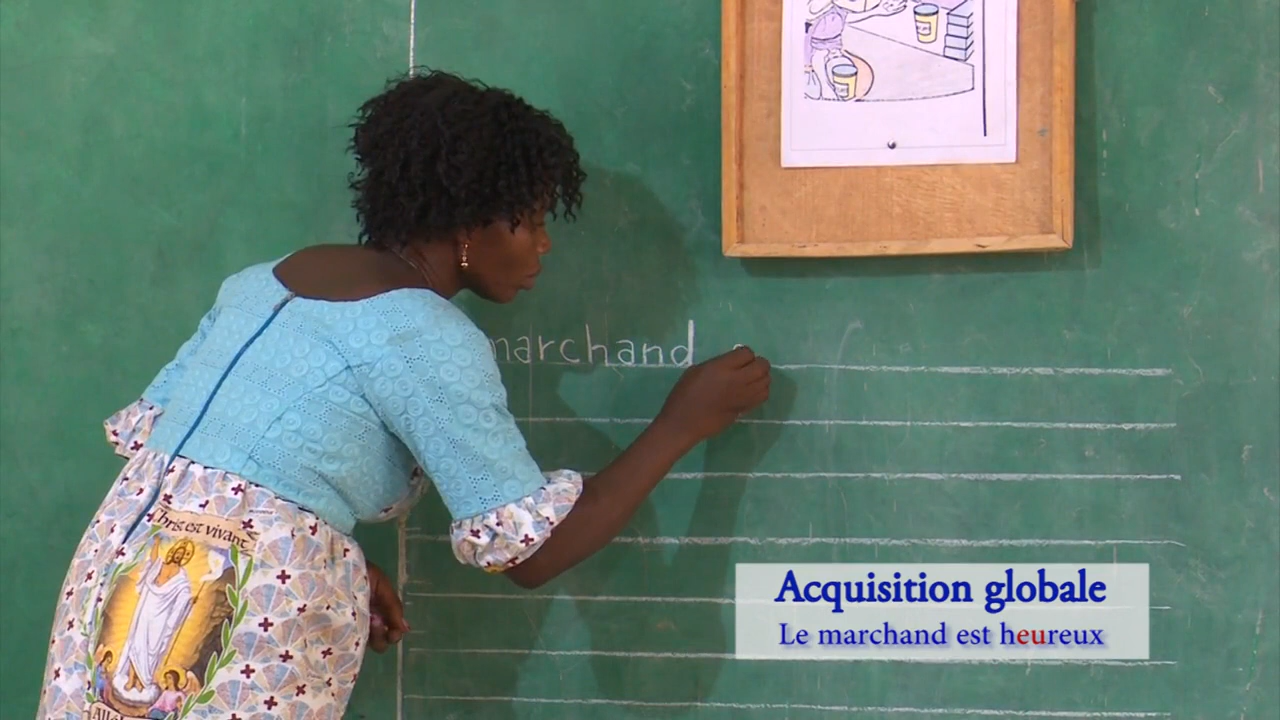 marchand
Christ est vivant
Acquisition globale
Le marchand est heureux